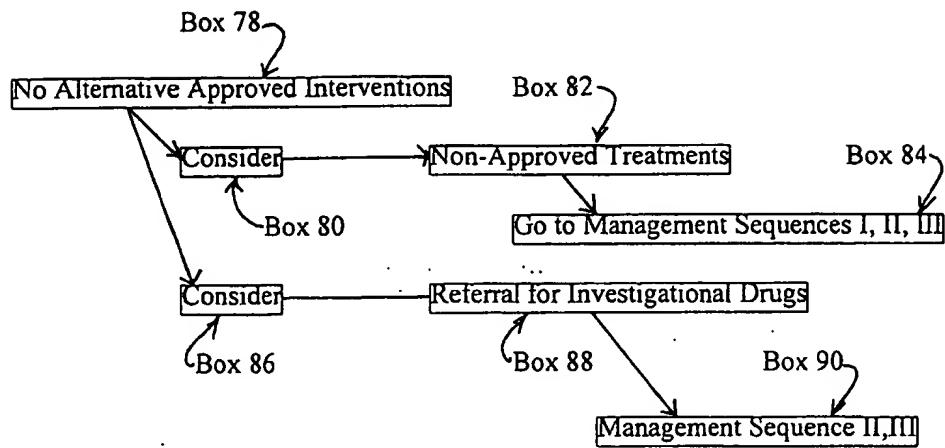 Box 78
No Alternative Approved Interventions
Box 82
Consider
Non-Approved Treatments
Box 84
Box 80
Go to Management Sequences I, II, III
Consider
Referral for Investigational Drugs
Box 86
Box 88
Box 90
Management Sequence II,III